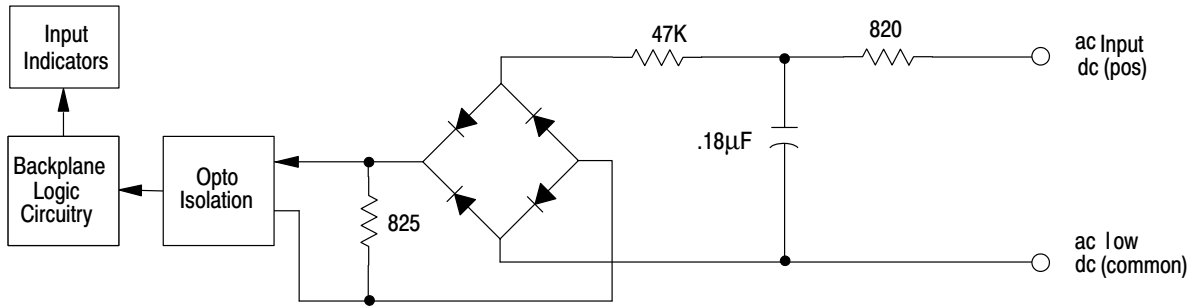 Input
Indicators
Backplane
Logic
Circuitry
Opto
Isolation
825
47K
.18µF
820
ac Input
dc (pos)
ac low
dc (common)